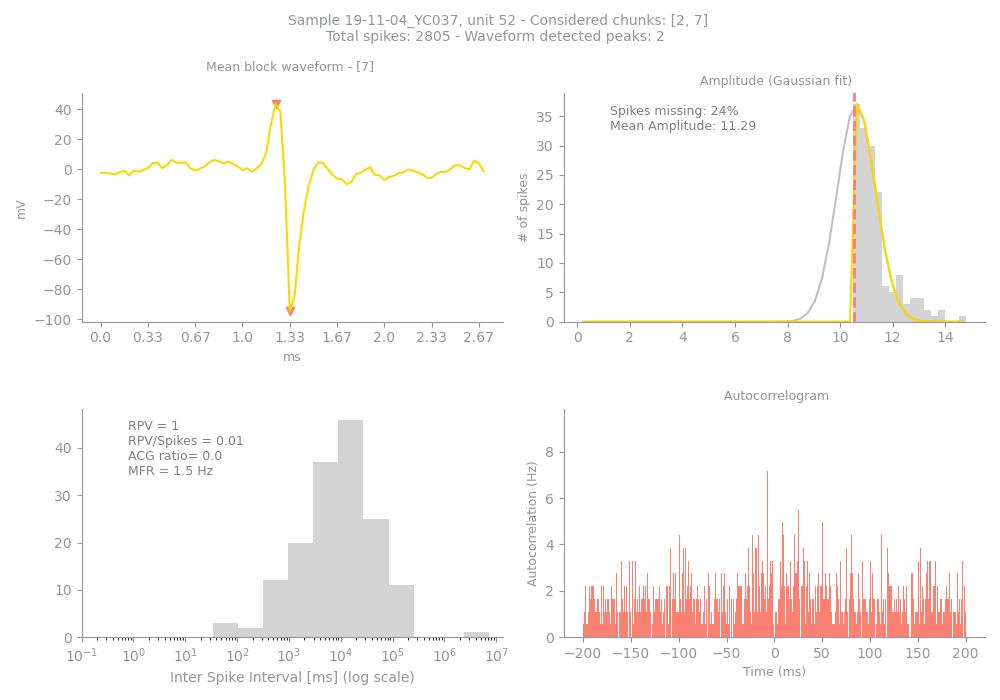 Sample 19-11-04_YC037, unit 52 - Considered chunks: [2, 7]
Total spikes: 2805 - Waveform detected peaks: 2
Mean block waveform - [7]
40
20
0
−20
−40
−60
−80
−100
mV
0.0 0.33 0.67 1.0 1.33 1.67 2.0 2.33 2.67
ms
Amplitude (Gaussian fit)
Spikes missing: 24%
Mean Amplitude: 11.29
35
30
25
20
15
10
5
0
# of spikes
0 2 4 6 8 10 12 14
RPV = 1
RPV/Spikes = 0.01
ACG ratio= 0.0
MFR = 1.5 Hz
40
30
20
10
0
10⁻¹ 10⁰ 10¹ 10² 10³ 10⁴ 10⁵ 10⁶ 10⁷
Inter Spike Interval [ms] (log scale)
Autocorrelogram
8
6
4
2
0
Autocorrelation (Hz)
−200 −150 −100 −50 0 50 100 150 200
Time (ms)